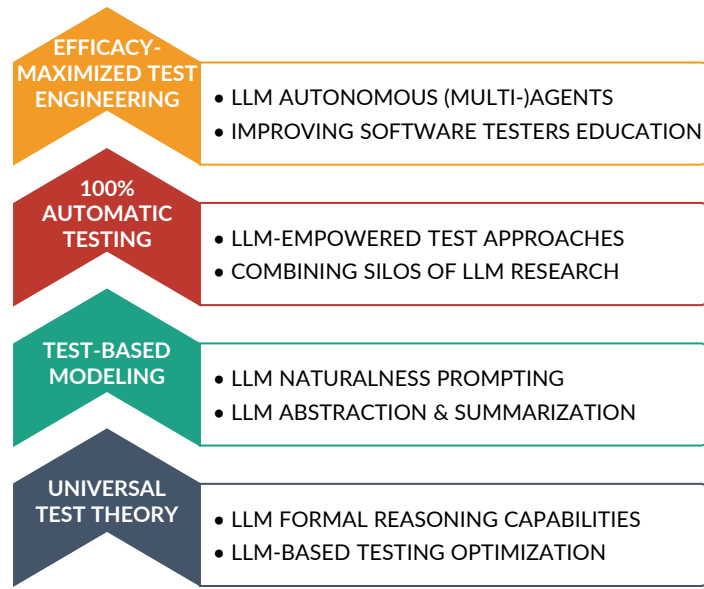 EFFICACY-
MAXIMIZED TEST
ENGINEERING
• LLM AUTONOMOUS (MULTI-)AGENTS
• IMPROVING SOFTWARE TESTERS EDUCATION
100%
AUTOMATIC
TESTING
• LLM-EMPOWERED TEST APPROACHES
• COMBINING SILOS OF LLM RESEARCH
TEST-BASED
MODELING
• LLM NATURALNESS PROMPTING
• LLM ABSTRACTION & SUMMARIZATION
UNIVERSAL
TEST THEORY
• LLM FORMAL REASONING CAPABILITIES
• LLM-BASED TESTING OPTIMIZATION